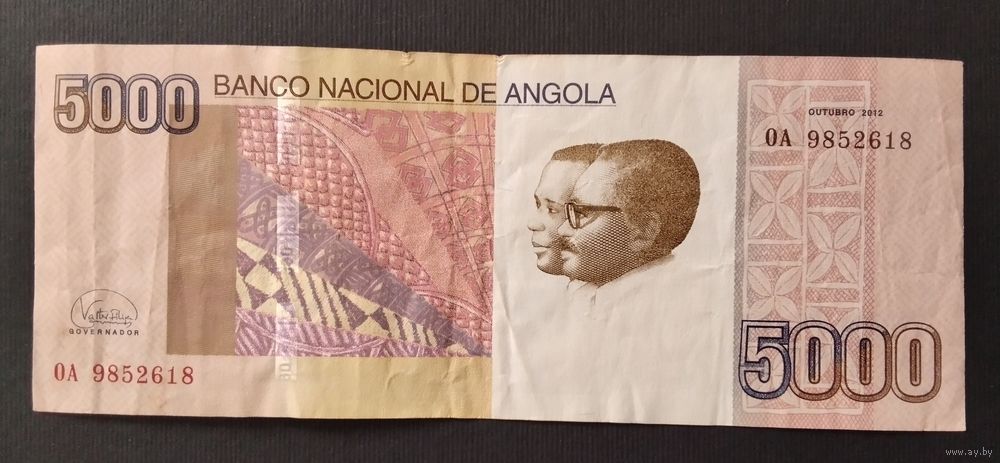 5000 BANCO NACIONAL DE ANGOLA
OUTUBRO 2012
OA 9852618
GOVERNADOR
OA 9852618
5000
www.ay.by